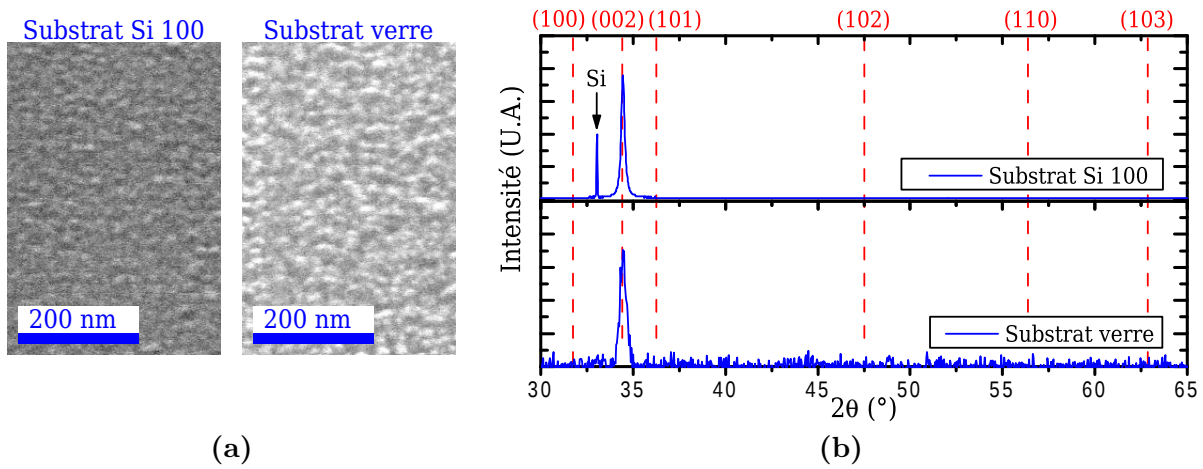 Substrat Si 100
Substrat verre
200 nm
200 nm
(a)
(100) (002) (101) (102) (110) (103)
Si
Substrat Si 100
Substrat verre
Intensité (U.A.)
30 35 40 45 50 55 60 65
2θ (°)
(b)